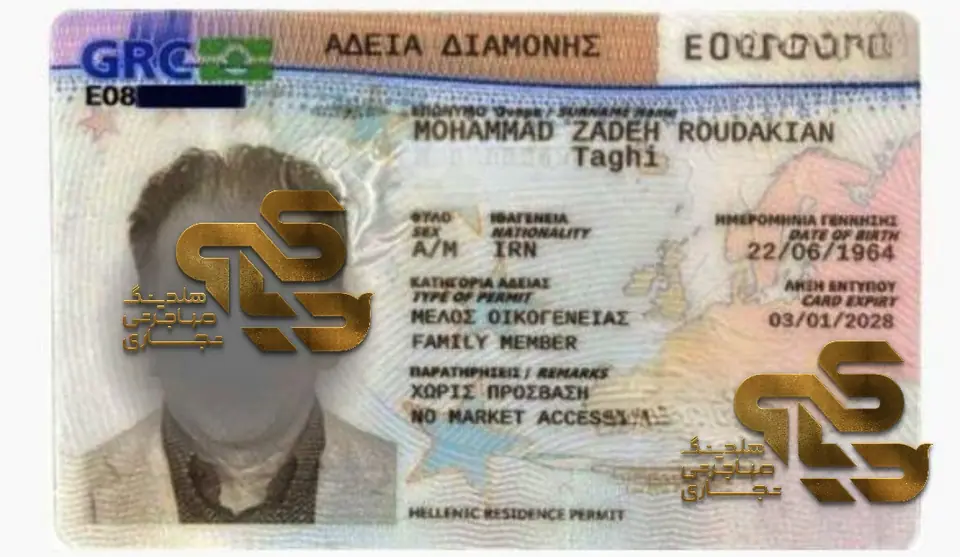 GRC
ΑΔΕΙΑ ΔΙΑΜΟΝΗΣ
E08
ΕΠΩΝΥΜΟ Όνομα / SURNAME Name
MOHAMMAD ZADEH ROUDAKIAN
Taghi
ΦΥΛΟ ΙΘΑΓΕΝΕΙΑ ΗΜΕΡΟΜΗΝΙΑ ΓΕΝΝΗΣΗΣ
SEX NATIONALITY DATE OF BIRTH
Α/M IRN 22/06/1964
ΚΑΤΗΓΟΡΙΑ ΑΔΕΙΑΣ ΛΗΞΗ ΕΝΤΥΠΟΥ
TYPE OF PERMIT CARD EXPIRY
ΜΕΛΟΣ ΟΙΚΟΓΕΝΕΙΑΣ 03/01/2028
FAMILY MEMBER
ΠΑΡΑΤΗΡΗΣΕΙΣ / REMARKS
ΧΩΡΙΣ ΠΡΟΣΒΑΣΗ
NO MARKET ACCESS
HELLENIC RESIDENCE PERMIT
هلدینگ
مهاجرتی
تجاری
هلدینگ
مهاجرتی
تجاری